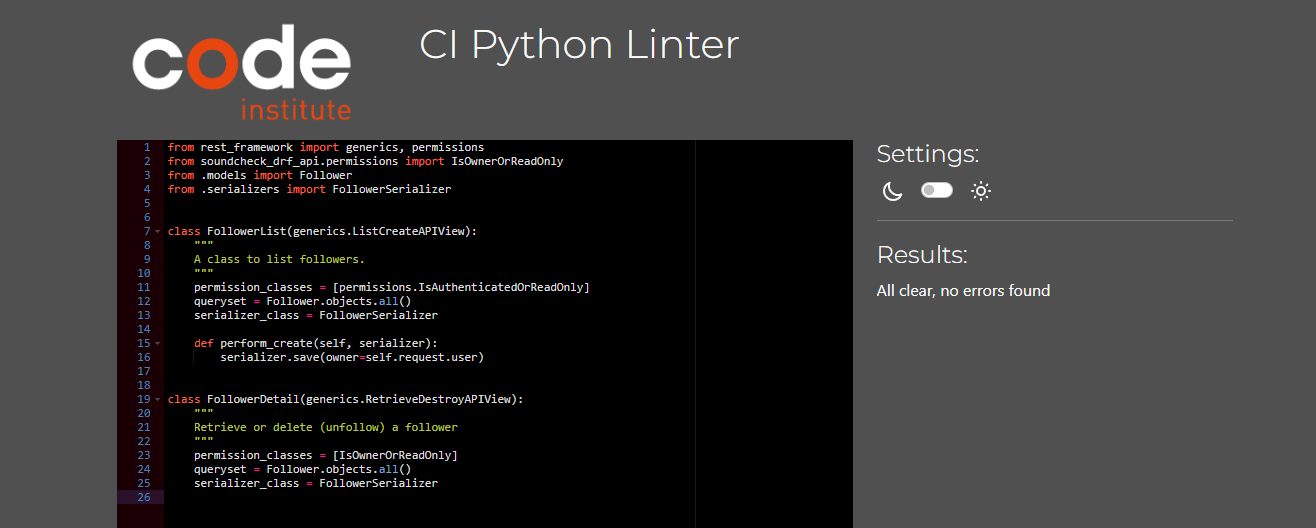 code
institute
CI Python Linter
1 from rest_framework import generics, permissions
2 from soundcheck_drf_api.permissions import IsOwnerOrReadOnly
3 from .models import Follower
4 from .serializers import FollowerSerializer
5
6
7 class FollowerList(generics.ListCreateAPIView):
8     """
9     A class to list followers.
10     """
11     permission_classes = [permissions.IsAuthenticatedOrReadOnly]
12     queryset = Follower.objects.all()
13     serializer_class = FollowerSerializer
14
15     def perform_create(self, serializer):
16         serializer.save(owner=self.request.user)
17
18
19 class FollowerDetail(generics.RetrieveDestroyAPIView):
20     """
21     Retrieve or delete (unfollow) a follower
22     """
23     permission_classes = [IsOwnerOrReadOnly]
24     queryset = Follower.objects.all()
25     serializer_class = FollowerSerializer
26
Settings:
Results:
All clear, no errors found